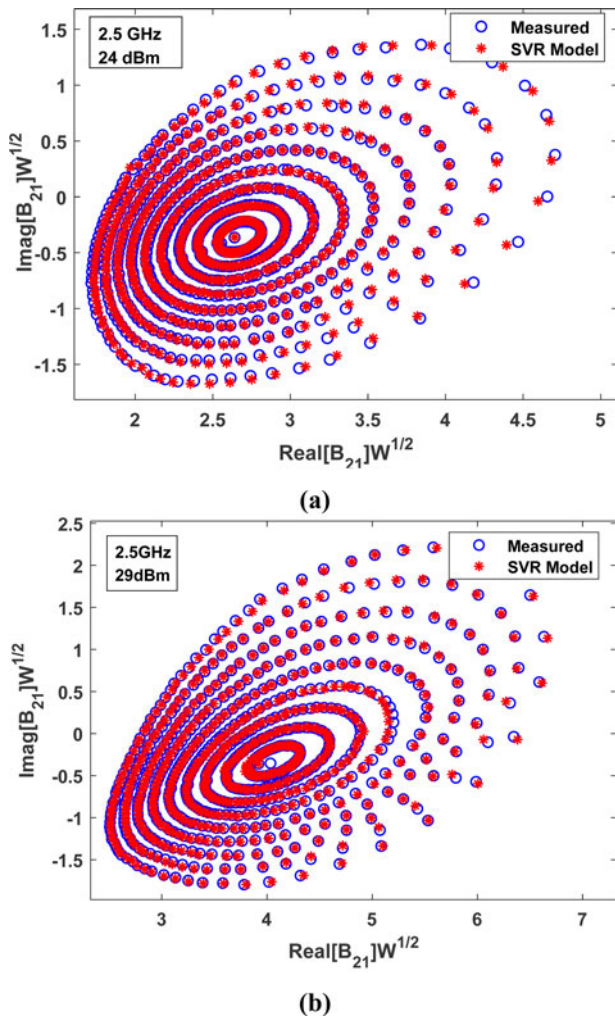 2.5 GHz
24 dBm
Measured
SVR Model
1.5
1
0.5
0
-0.5
-1
-1.5
Imag[B21]W1/2
2
2.5
3
3.5
4
4.5
5
Real[B21]W1/2
(a)
2.5GHz
29dBm
Measured
SVR Model
2.5
2
1.5
1
0.5
0
-0.5
-1
-1.5
Imag[B21]W1/2
3
4
5
6
7
Real[B21]W1/2
(b)